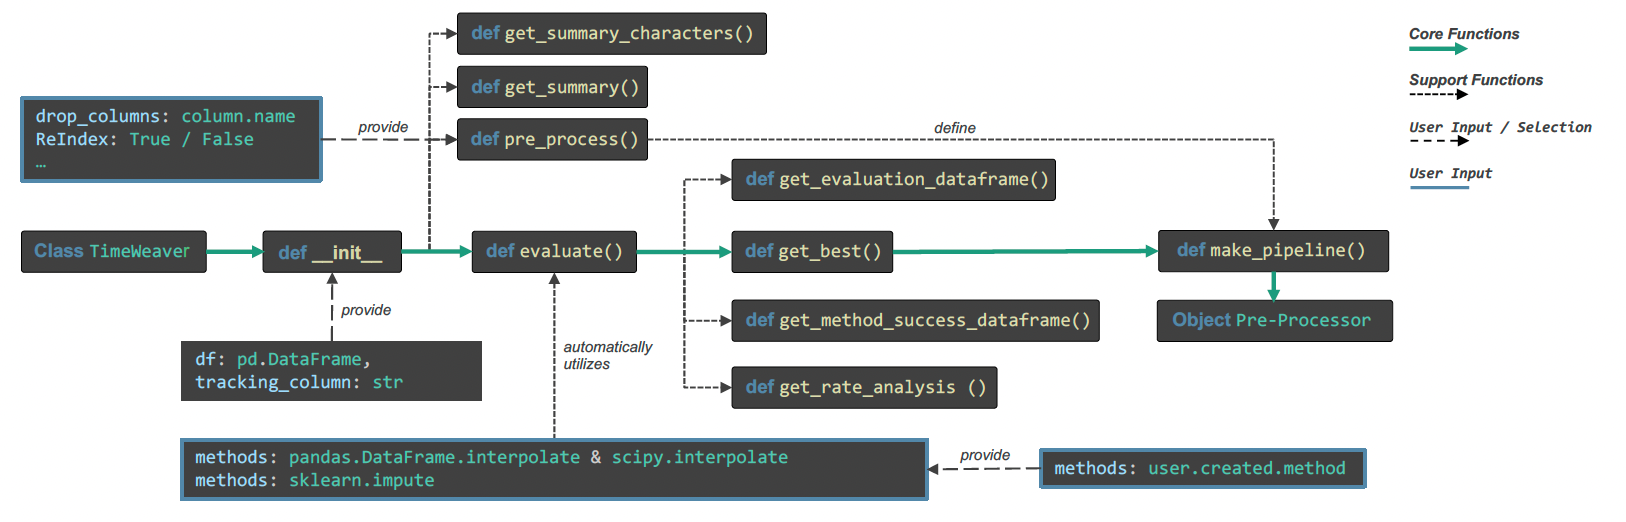 def get_summary_characters()
Core Functions
def get_summary()
Support Functions
drop_columns: column.name
ReIndex: True / False
…
provide
def pre_process()
define
User Input / Selection
def get_evaluation_dataframe()
User Input
Class TimeWeaver
def __init__
def evaluate()
def get_best()
def make_pipeline()
provide
def get_method_success_dataframe()
Object Pre-Processor
df: pd.DataFrame,
tracking_column: str
automatically
utilizes
def get_rate_analysis ()
methods: pandas.DataFrame.interpolate & scipy.interpolate
methods: sklearn.impute
provide
methods: user.created.method